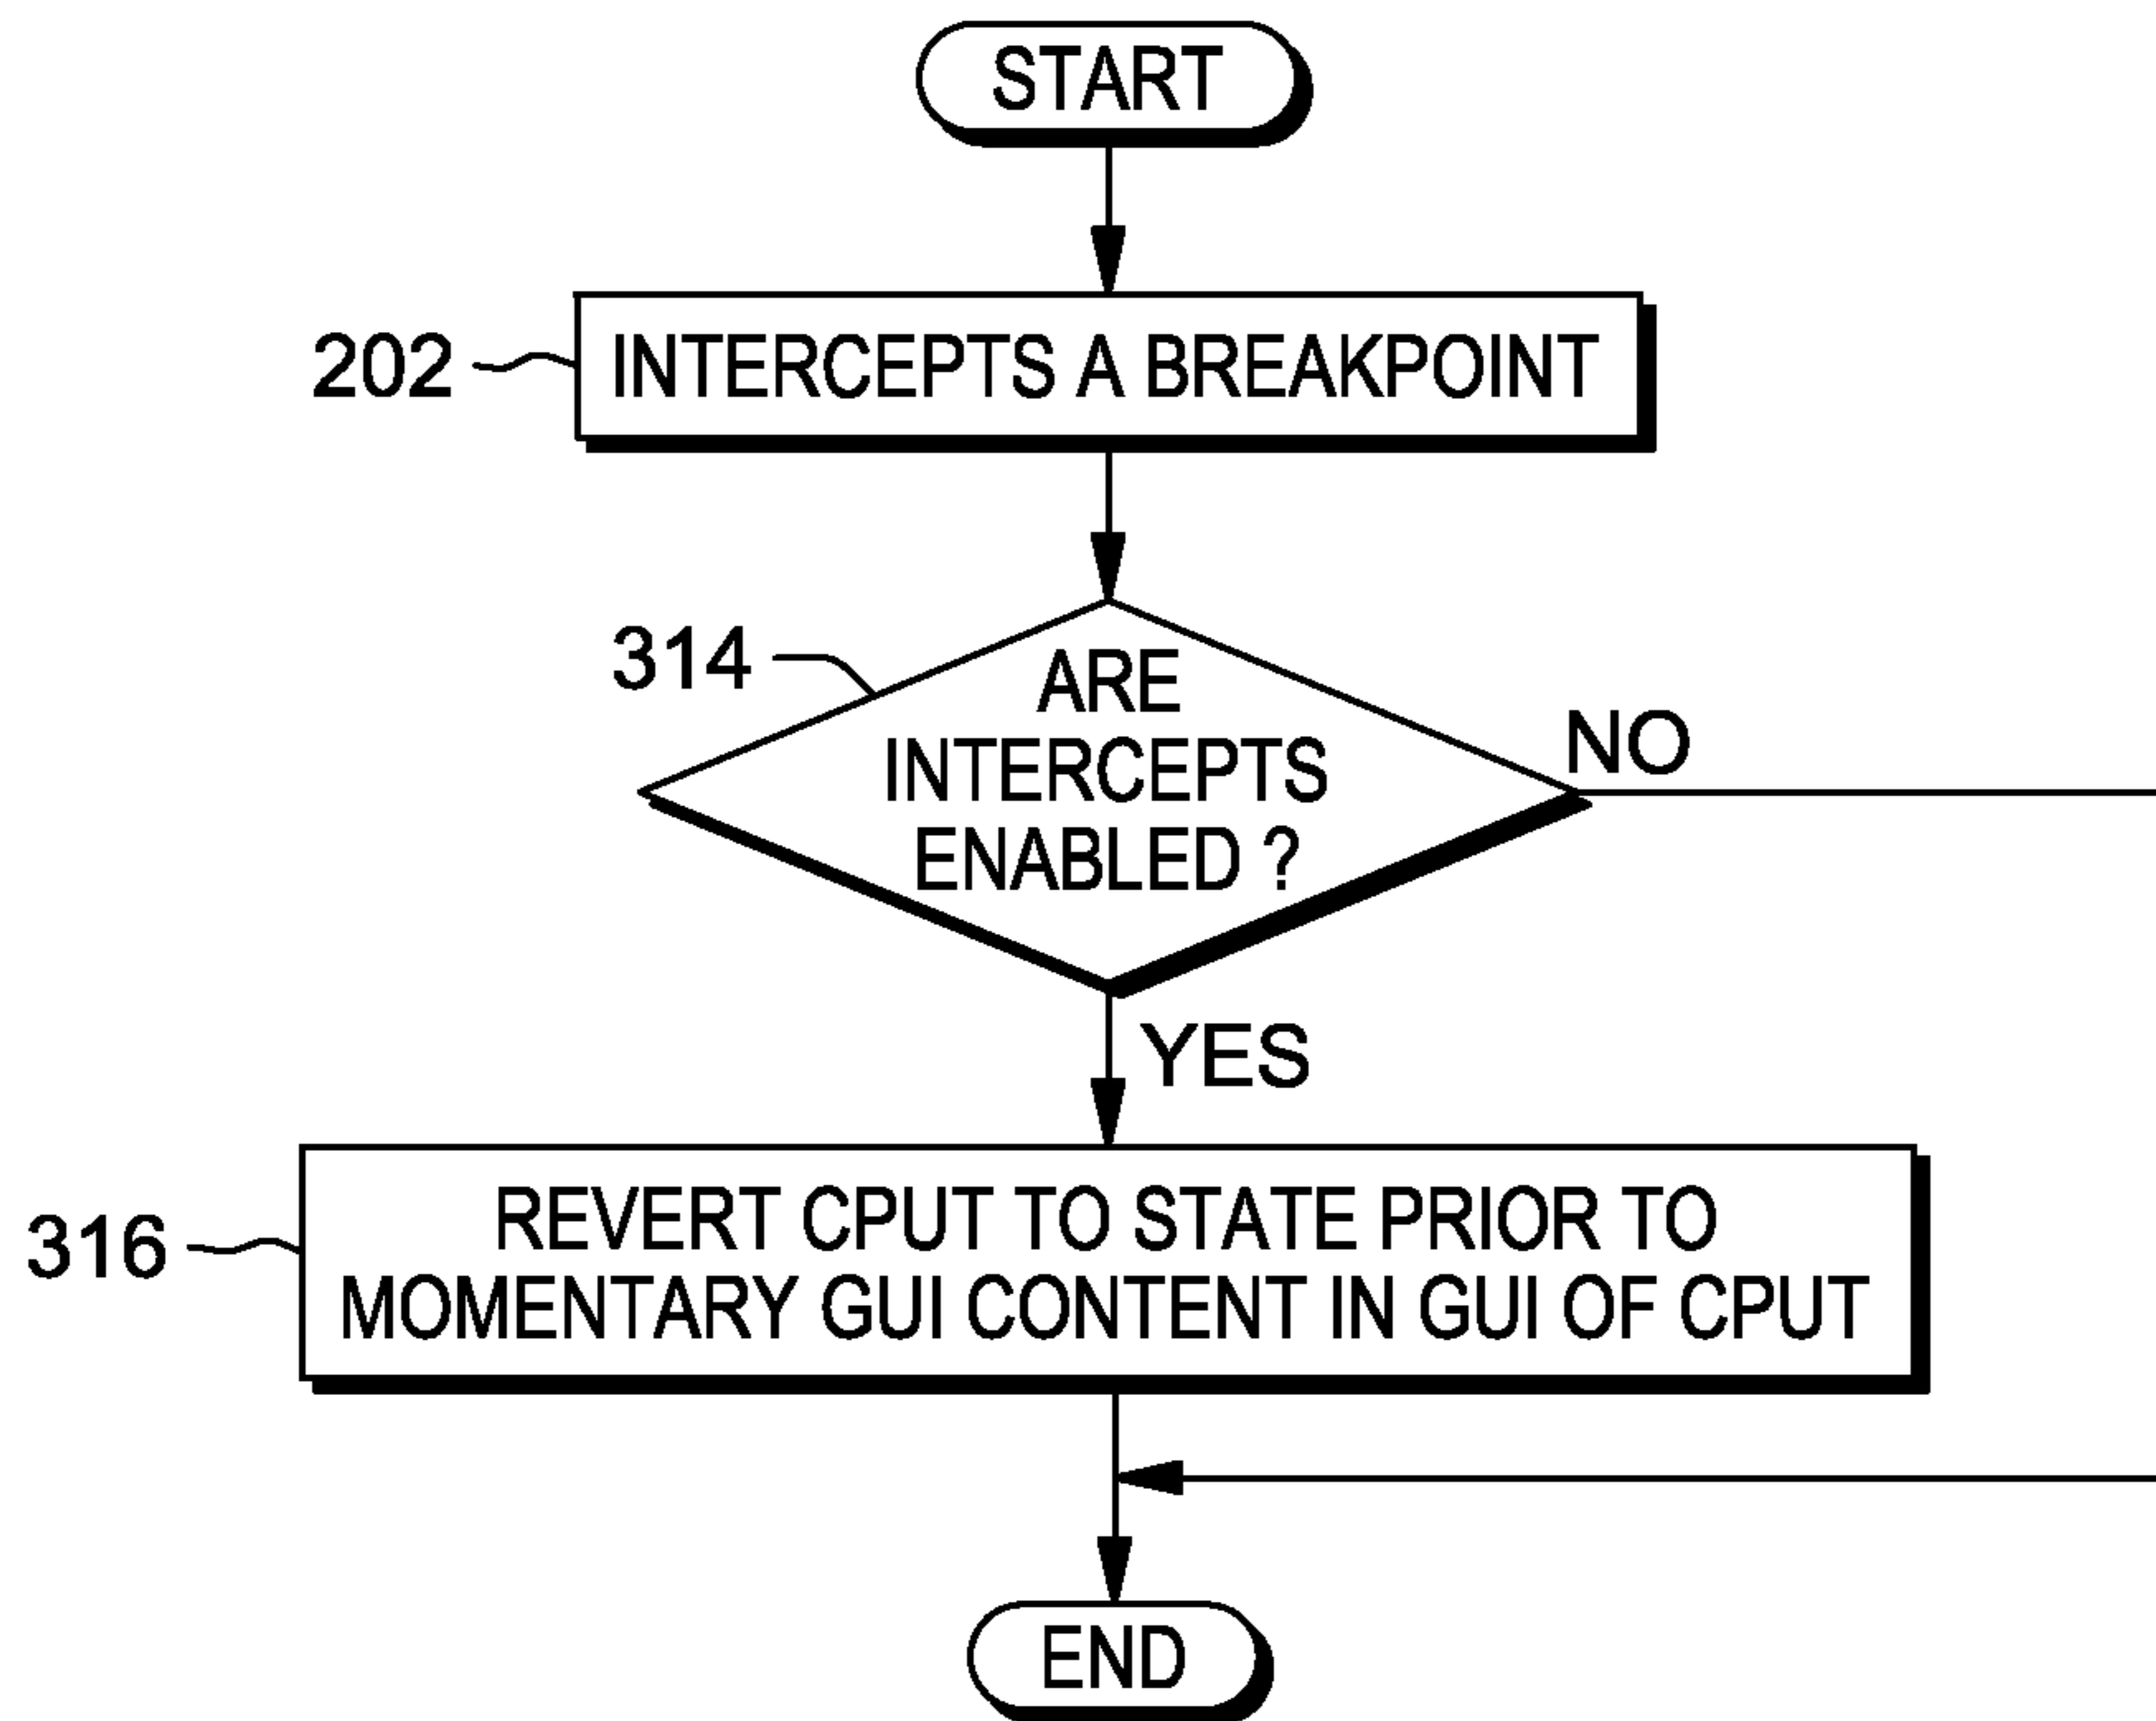 START
202
INTERCEPTS A BREAKPOINT
314
ARE
INTERCEPTS
ENABLED ?
NO
YES
316
REVERT CPUT TO STATE PRIOR TO
MOMENTARY GUI CONTENT IN GUI OF CPUT
END